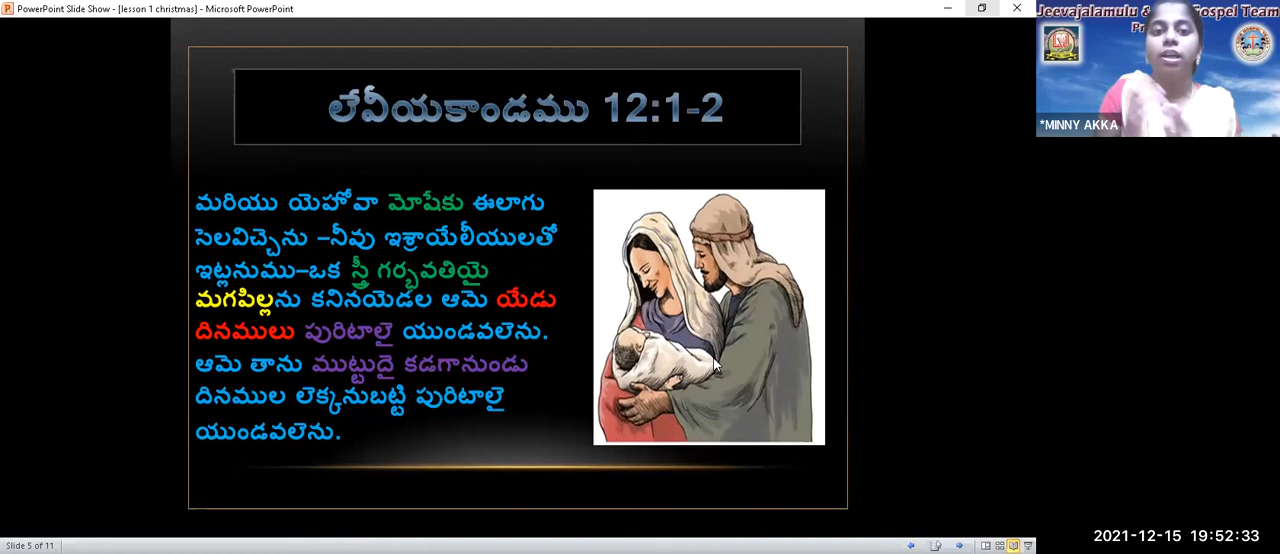 PowerPoint Slide Show - [lesson 1 christmas] - Microsoft PowerPoint
Jeevajalamulu & Gospel Team
*MINNY AKKA
లేవీయకాండము 12:1-2
మరియు యెహోవా మోషేకు ఈలాగు
సెలవిచ్చెను –నీవు ఇశ్రాయేలీయులతో
ఇట్లనుము–ఒక స్త్రీ గర్భవతియై
మగపిల్లను కనినయెడల ఆమె యేడు
దినములు పురిటాలై యుండవలెను.
ఆమె తాను ముట్టుదై కడగానుండు
దినముల లెక్కనుబట్టి పురిటాలై
యుండవలెను.
2021-12-15 19:52:33
Slide 5 of 11